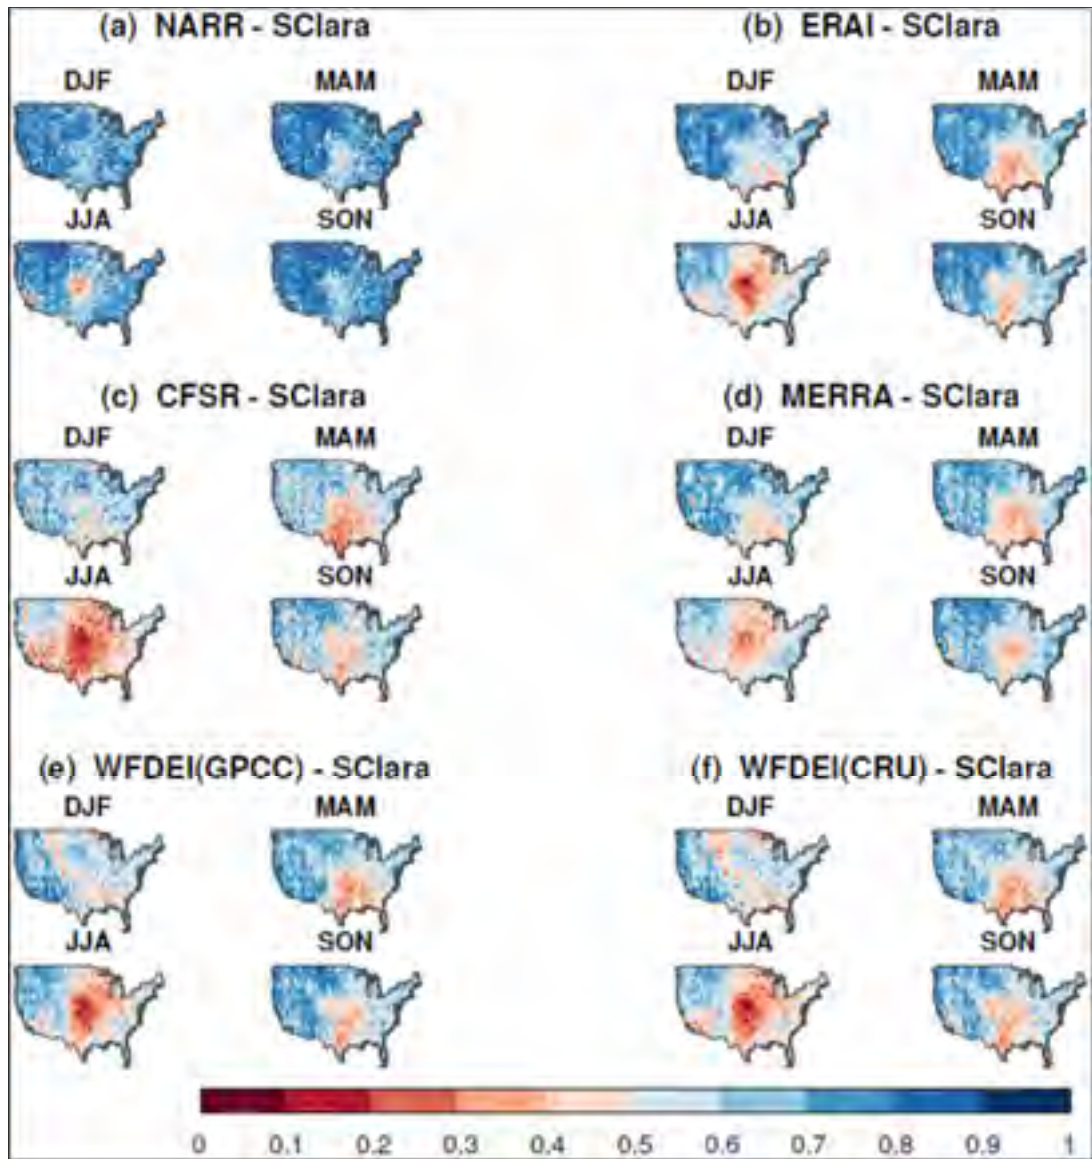 (a) NARR - SClara (b) ERAI - SClara
DJF MAM DJF MAM
JJA SON JJA SON
(c) CFSR - SClara (d) MERRA - SClara
DJF MAM DJF MAM
JJA SON JJA SON
(e) WFDEI(GPCC) - SClara (f) WFDEI(CRU) - SClara
DJF MAM DJF MAM
JJA SON JJA SON
0 0.1 0.2 0.3 0.4 0.5 0.6 0.7 0.8 0.9 1